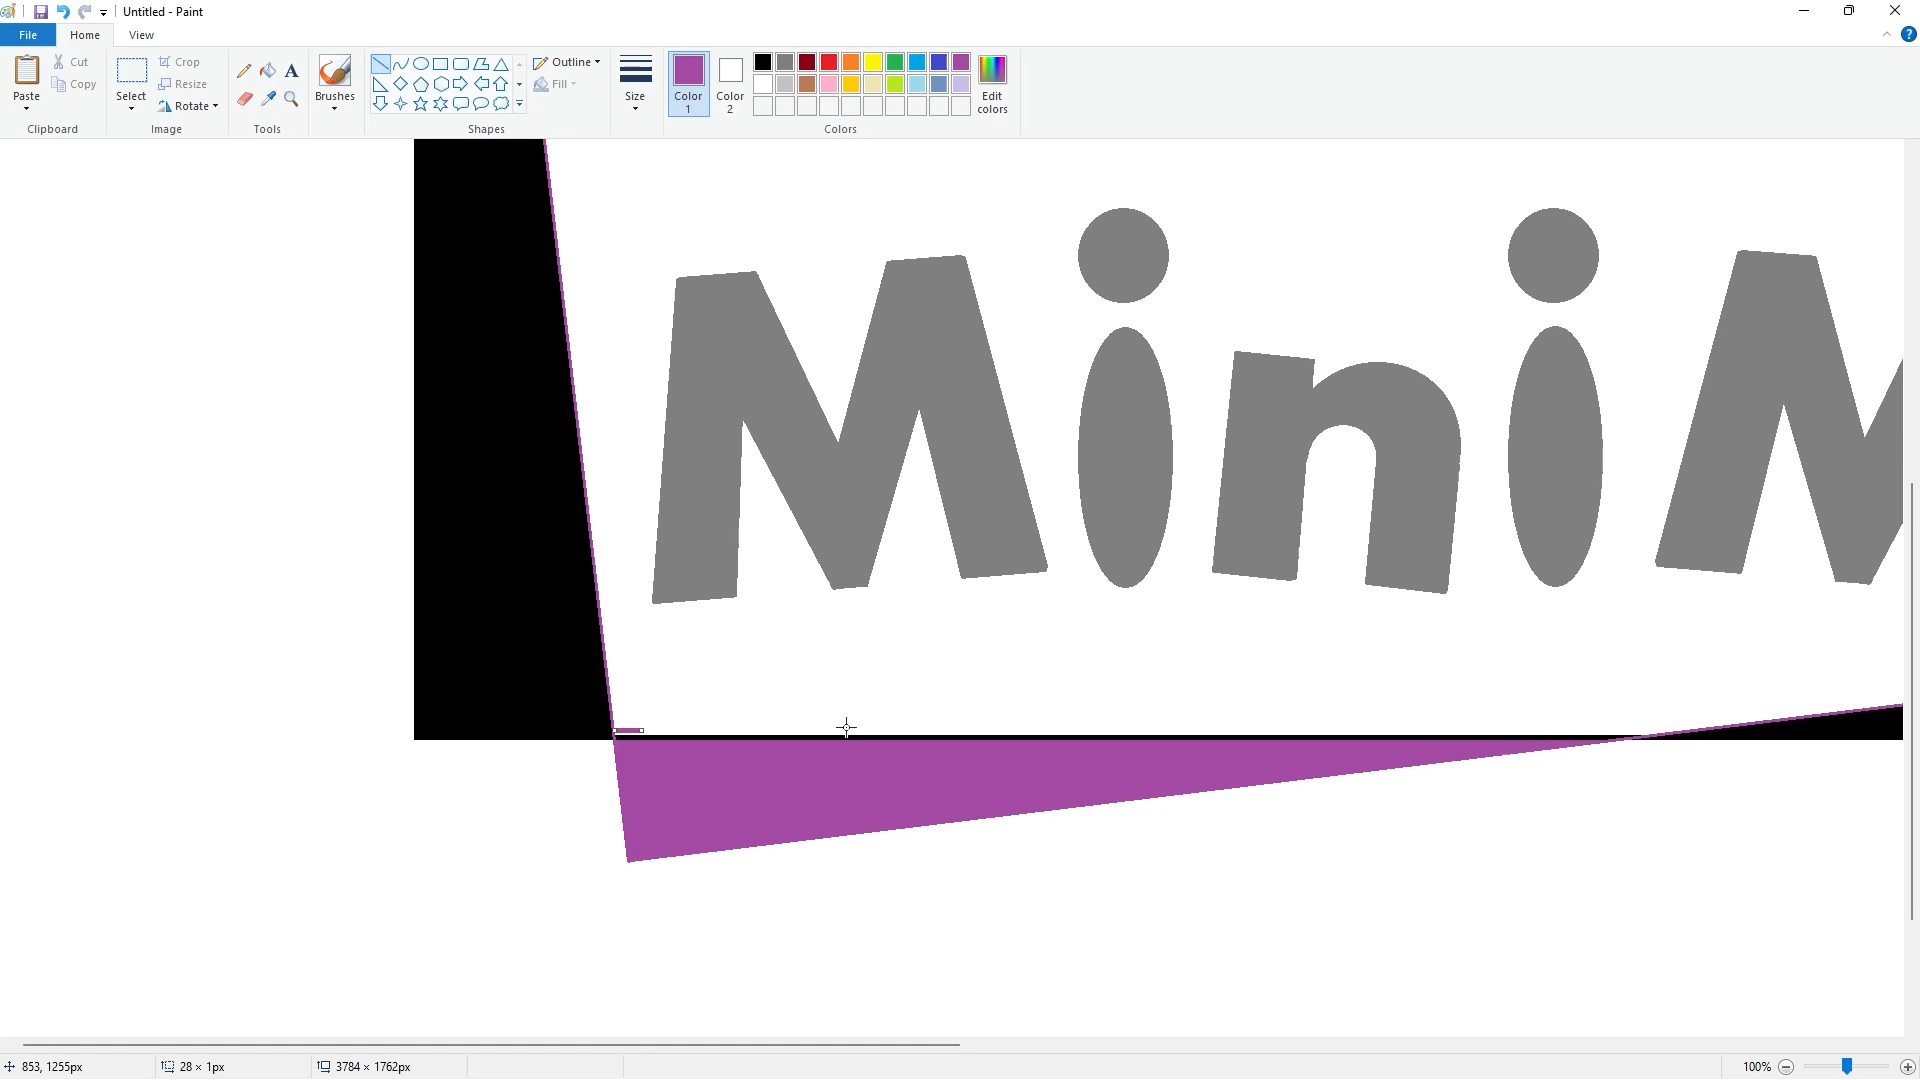 Untitled - Paint
File Home View
Paste Cut Copy Clipboard
Select Crop Resize Rotate Image
A
Tools
Brushes
Shapes
Outline
Fill
Size
Color 1
Color 2
Edit colors
Colors
MiniM
853, 1255px
28 × 1px
3784 × 1762px
100%